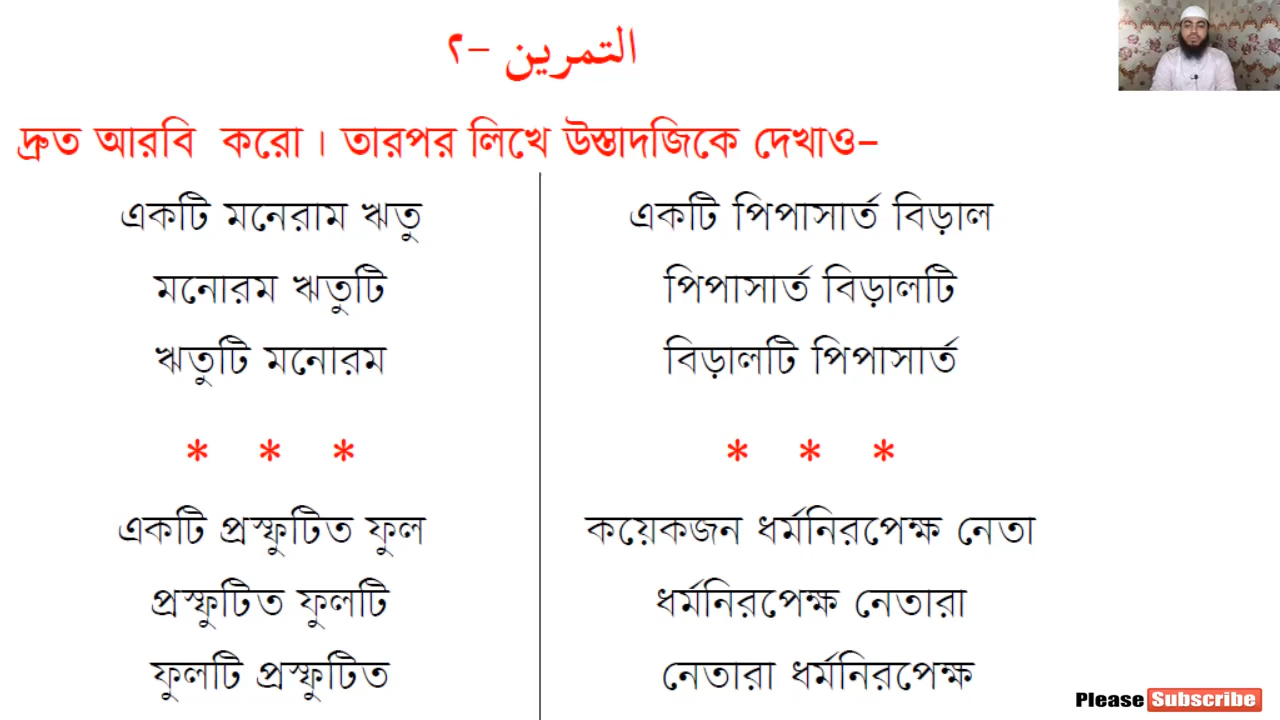 التمرين -٢
দ্রুত আরবি করো। তারপর লিখে উস্তাদজিকে দেখাও-
একটি মনেরাম ঋতু
মনোরম ঋতুটি
ঋতুটি মনোরম
* * *
একটি প্রস্ফুটিত ফুল
প্রস্ফুটিত ফুলটি
ফুলটি প্রস্ফুটিত
একটি পিপাসার্ত বিড়াল
পিপাসার্ত বিড়ালটি
বিড়ালটি পিপাসার্ত
* * *
কয়েকজন ধর্মনিরপেক্ষ নেতা
ধর্মনিরপেক্ষ নেতারা
নেতারা ধর্মনিরপেক্ষ
Please Subscribe